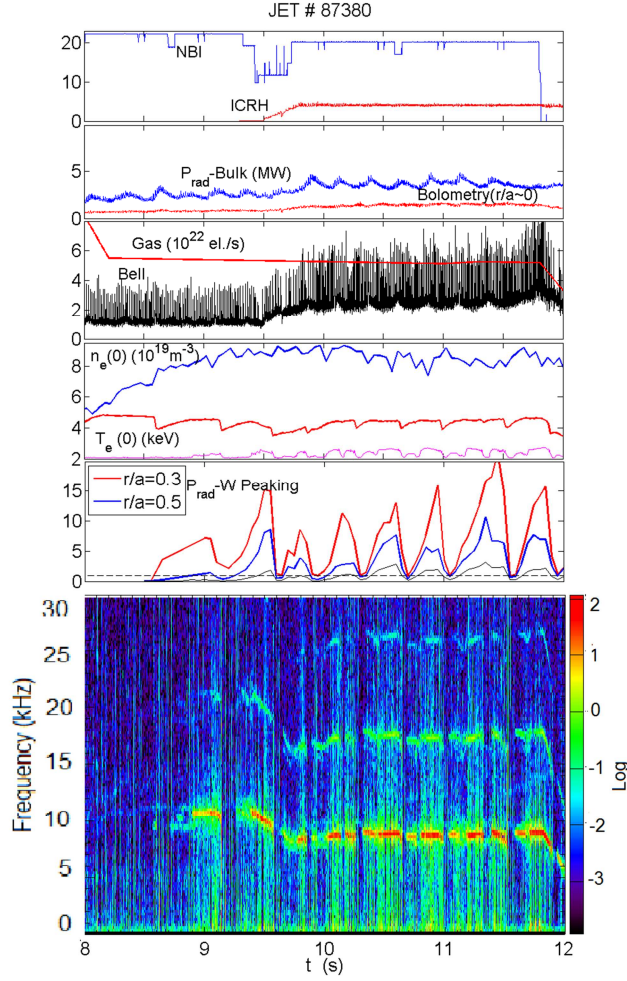 JET # 87380
20
NBI
10
ICRH
0
5
P_rad-Bulk (MW)
Bolometry(r/a~0)
0
Gas (10^22 el./s)
6
BeII
4
2
0
n_e(0) (10^19m^-3)
8
6
4
T_e (0) (keV)
2
2
r/a=0.3
P_rad-W Peaking
15
r/a=0.5
10
5
0
30
25
20
15
10
5
0
Frequency (kHz)
2
1
0
-1
-2
-3
Log
8
9
10
11
12
t (s)